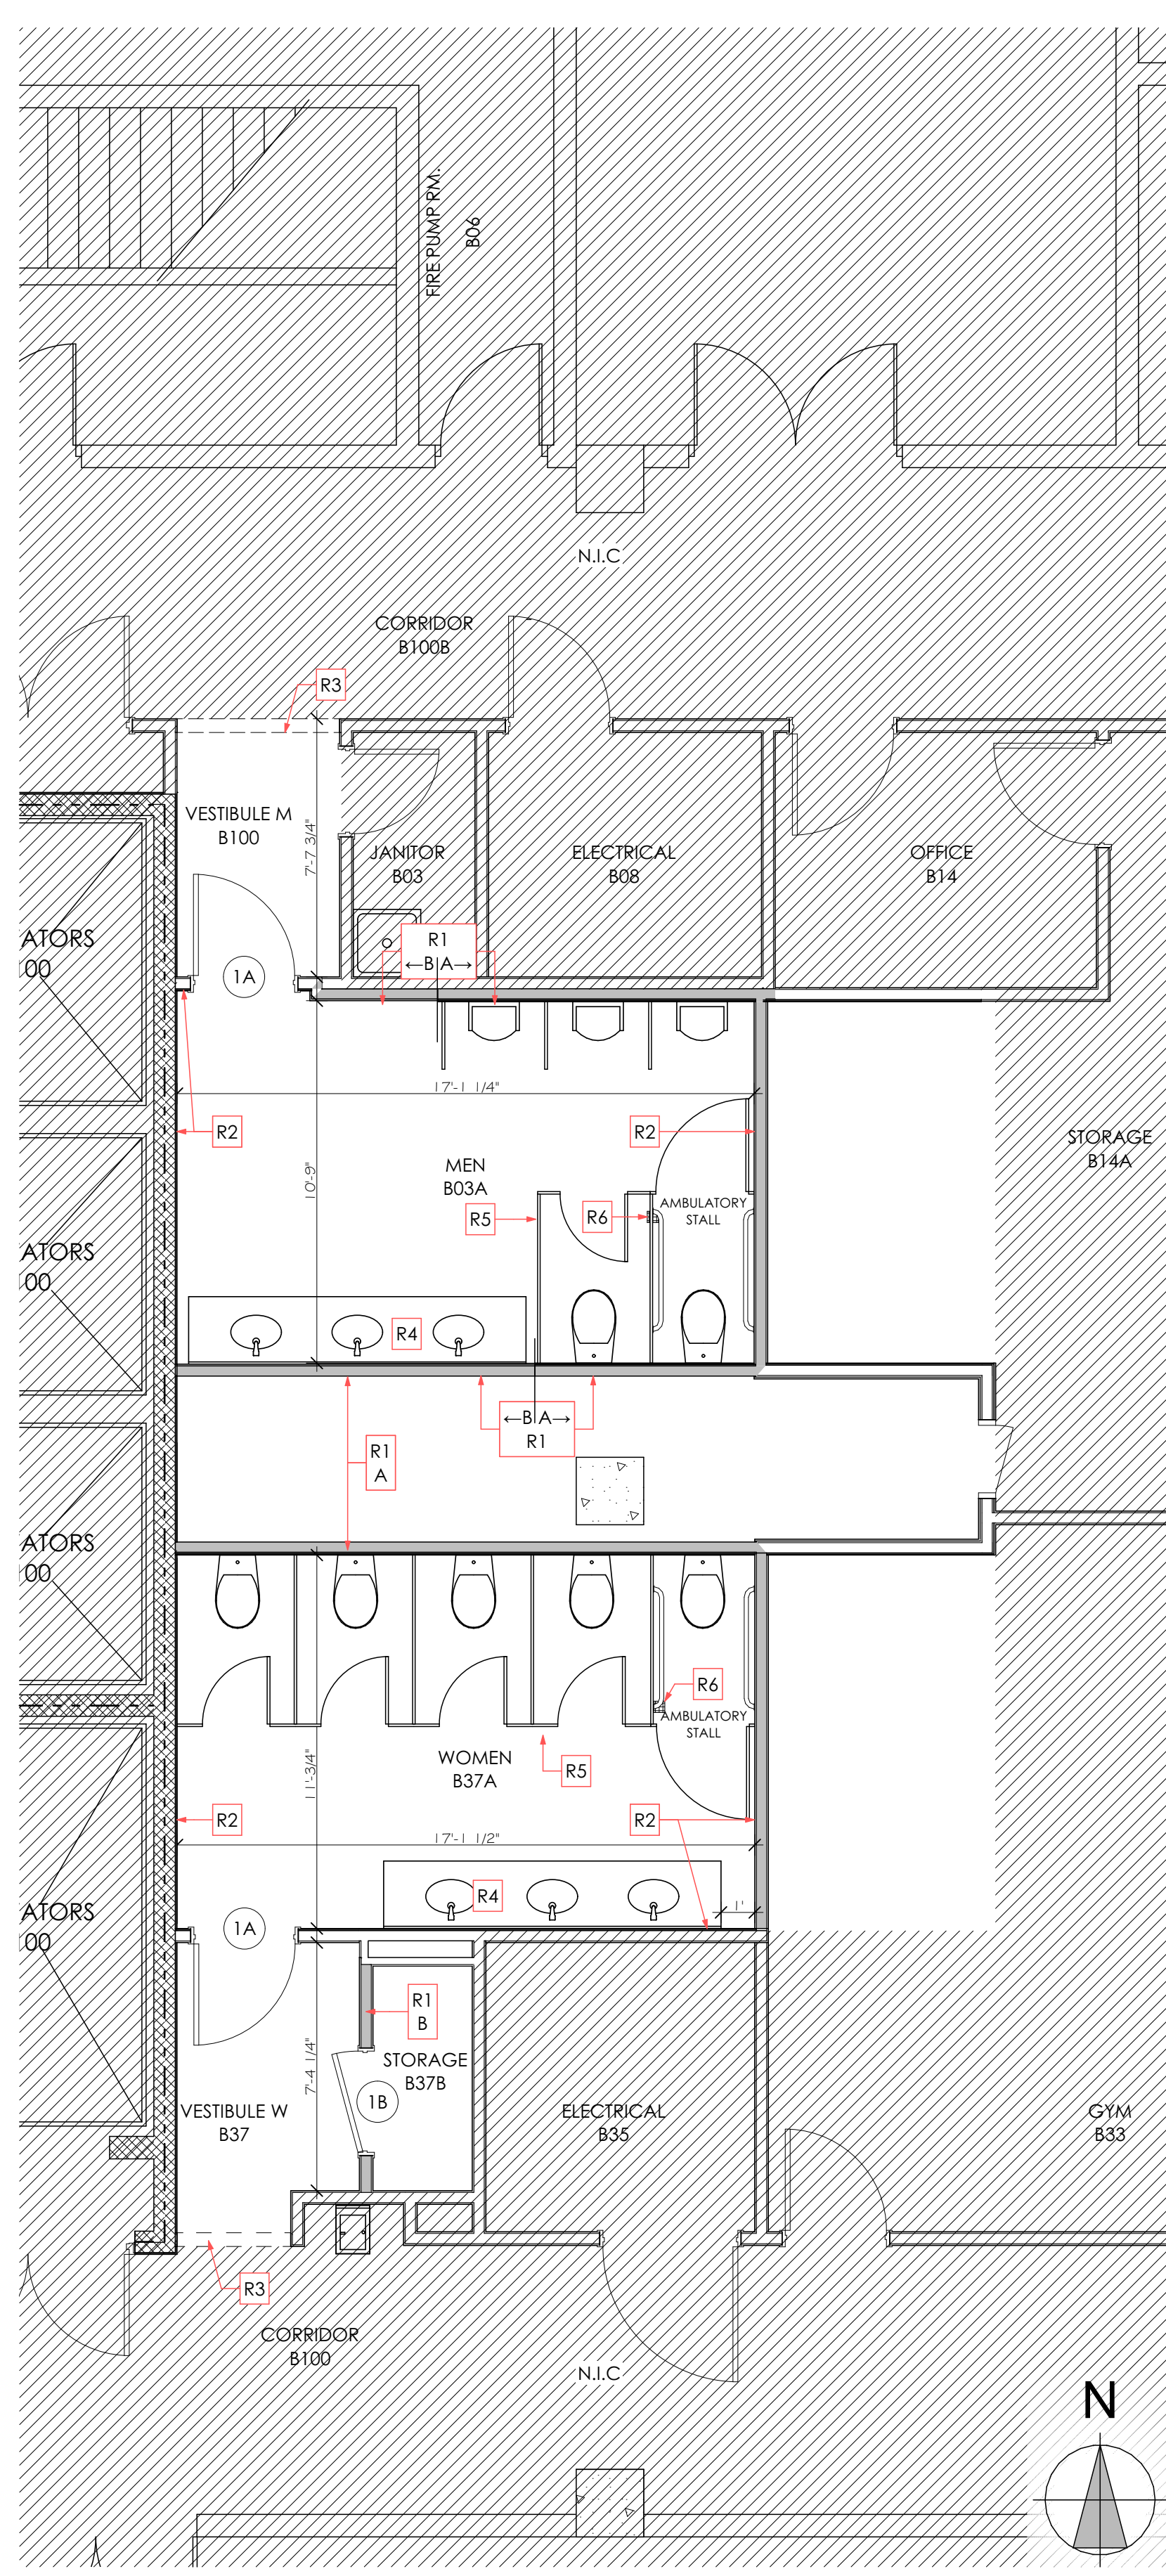 FIRE PUMP RM.
B06
N.I.C
CORRIDOR
B100B
R3
VESTIBULE M
B100
7'-7 3/4"
JANITOR
B03
ELECTRICAL
B08
OFFICE
B14
ATORS
00
R1
←B A→
1A
17'-1 1/4"
R2
R2
STORAGE
B14A
MEN
B03A
10'-9"
AMBULATORY
STALL
R5
R6
ATORS
00
R4
←B A→
R1
R1
A
ATORS
00
R6
AMBULATORY
STALL
WOMEN
B37A
R5
11'-3/4"
R2
R2
17'-1 1/2"
R4
1'
ATORS
00
1A
R1
B
7'-4 1/4"
STORAGE
B37B
1B
VESTIBULE W
B37
ELECTRICAL
B35
GYM
B33
R3
CORRIDOR
B100
N.I.C
N